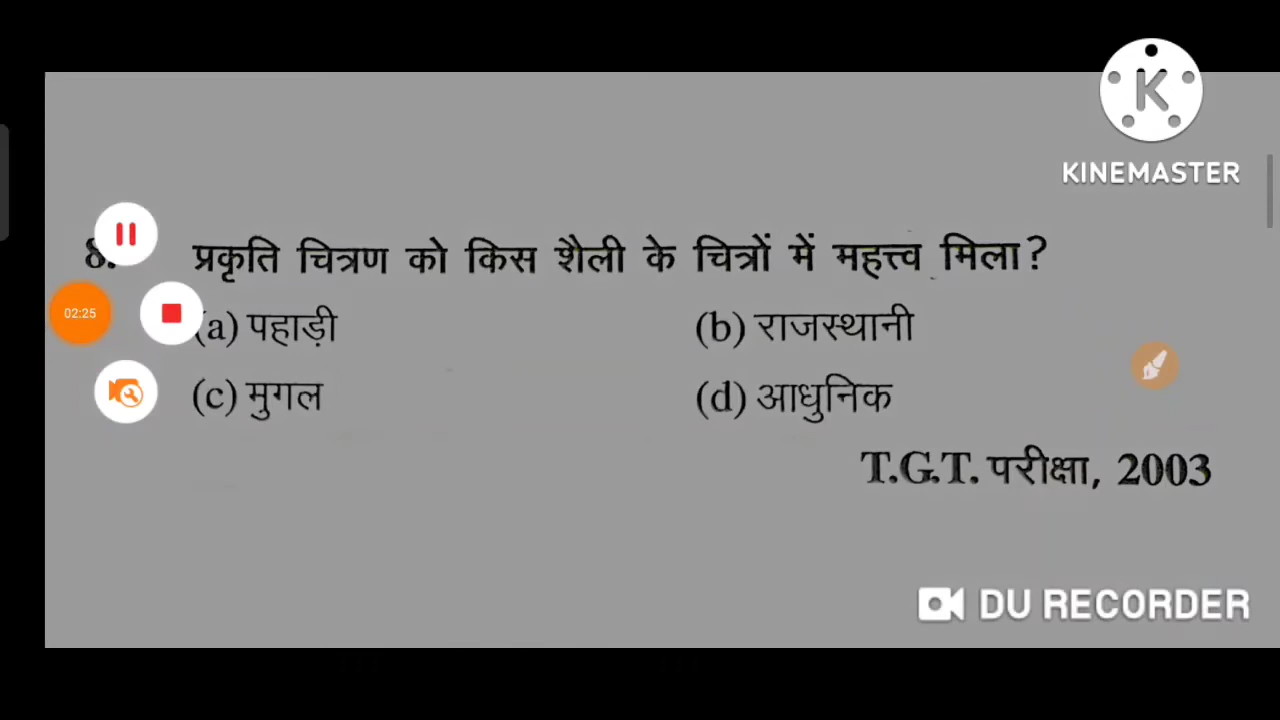 KINEMASTER
8. प्रकृति चित्रण को किस शैली के चित्रों में महत्त्व मिला?
02:25
(a) पहाड़ी (b) राजस्थानी
(c) मुगल (d) आधुनिक
T.G.T. परीक्षा, 2003
DU RECORDER